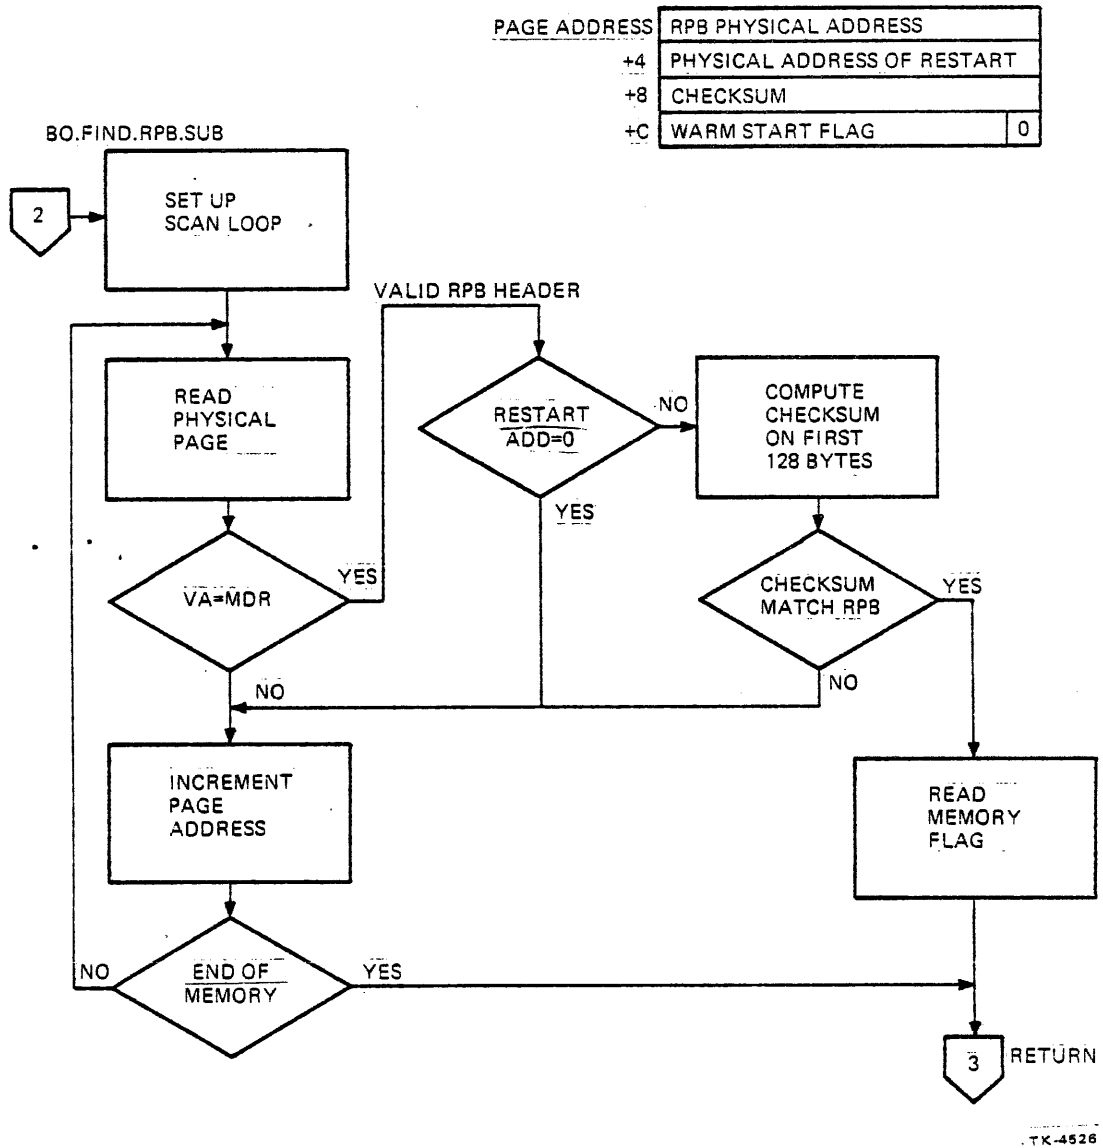 PAGE ADDRESS RPB PHYSICAL ADDRESS
+4 PHYSICAL ADDRESS OF RESTART
+8 CHECKSUM
+C WARM START FLAG 0
BO.FIND.RPB.SUB
2
SET UP
SCAN LOOP
VALID RPB HEADER
READ
PHYSICAL
PAGE
RESTART
ADD=0
NO
YES
COMPUTE
CHECKSUM
ON FIRST
128 BYTES
VA=MDR
YES
NO
CHECKSUM
MATCH RPB
YES
NO
INCREMENT
PAGE
ADDRESS
READ
MEMORY
FLAG
END OF
MEMORY
NO
YES
3
RETURN
TK-4526